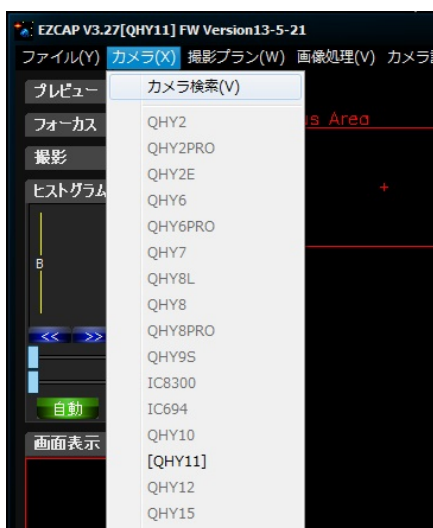 EZCAP V3.27[QHY11] FW Version13-5-21
ファイル(Y) カメラ(X) 撮影プラン(W) 画像処理(V) カメラ
プレビュー
カメラ検索(V)
フォーカス
QHY2
s Area
撮影
QHY2PRO
QHY2E
ヒストグラム
QHY6
QHY6PRO
QHY7
B
QHY8L
QHY8
<< >>
QHY8PRO
QHY9S
IC8300
自動
IC694
QHY10
画面表示
[QHY11]
QHY12
QHY15